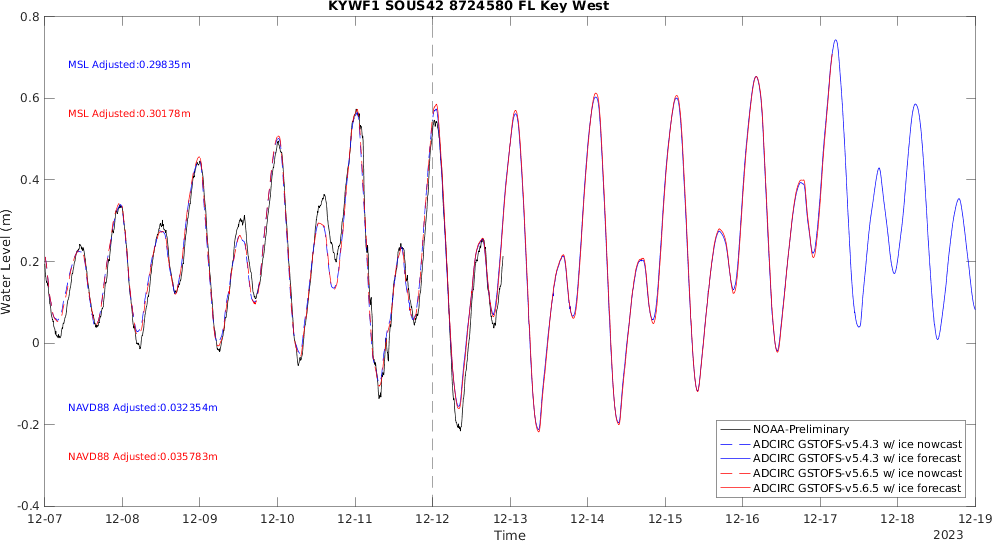 KYWF1 SOUS42 8724580 FL Key West
0.8
0.6
0.4
0.2
0
-0.2
-0.4
Water Level (m)
MSL Adjusted:0.29835m
MSL Adjusted:0.30178m
NAVD88 Adjusted:0.032354m
NAVD88 Adjusted:0.035783m
NOAA-Preliminary
ADCIRC GSTOFS-v5.4.3 w/ ice nowcast
ADCIRC GSTOFS-v5.4.3 w/ ice forecast
ADCIRC GSTOFS-v5.6.5 w/ ice nowcast
ADCIRC GSTOFS-v5.6.5 w/ ice forecast
12-07 12-08 12-09 12-10 12-11 12-12 12-13 12-14 12-15 12-16 12-17 12-18 12-19
Time
2023